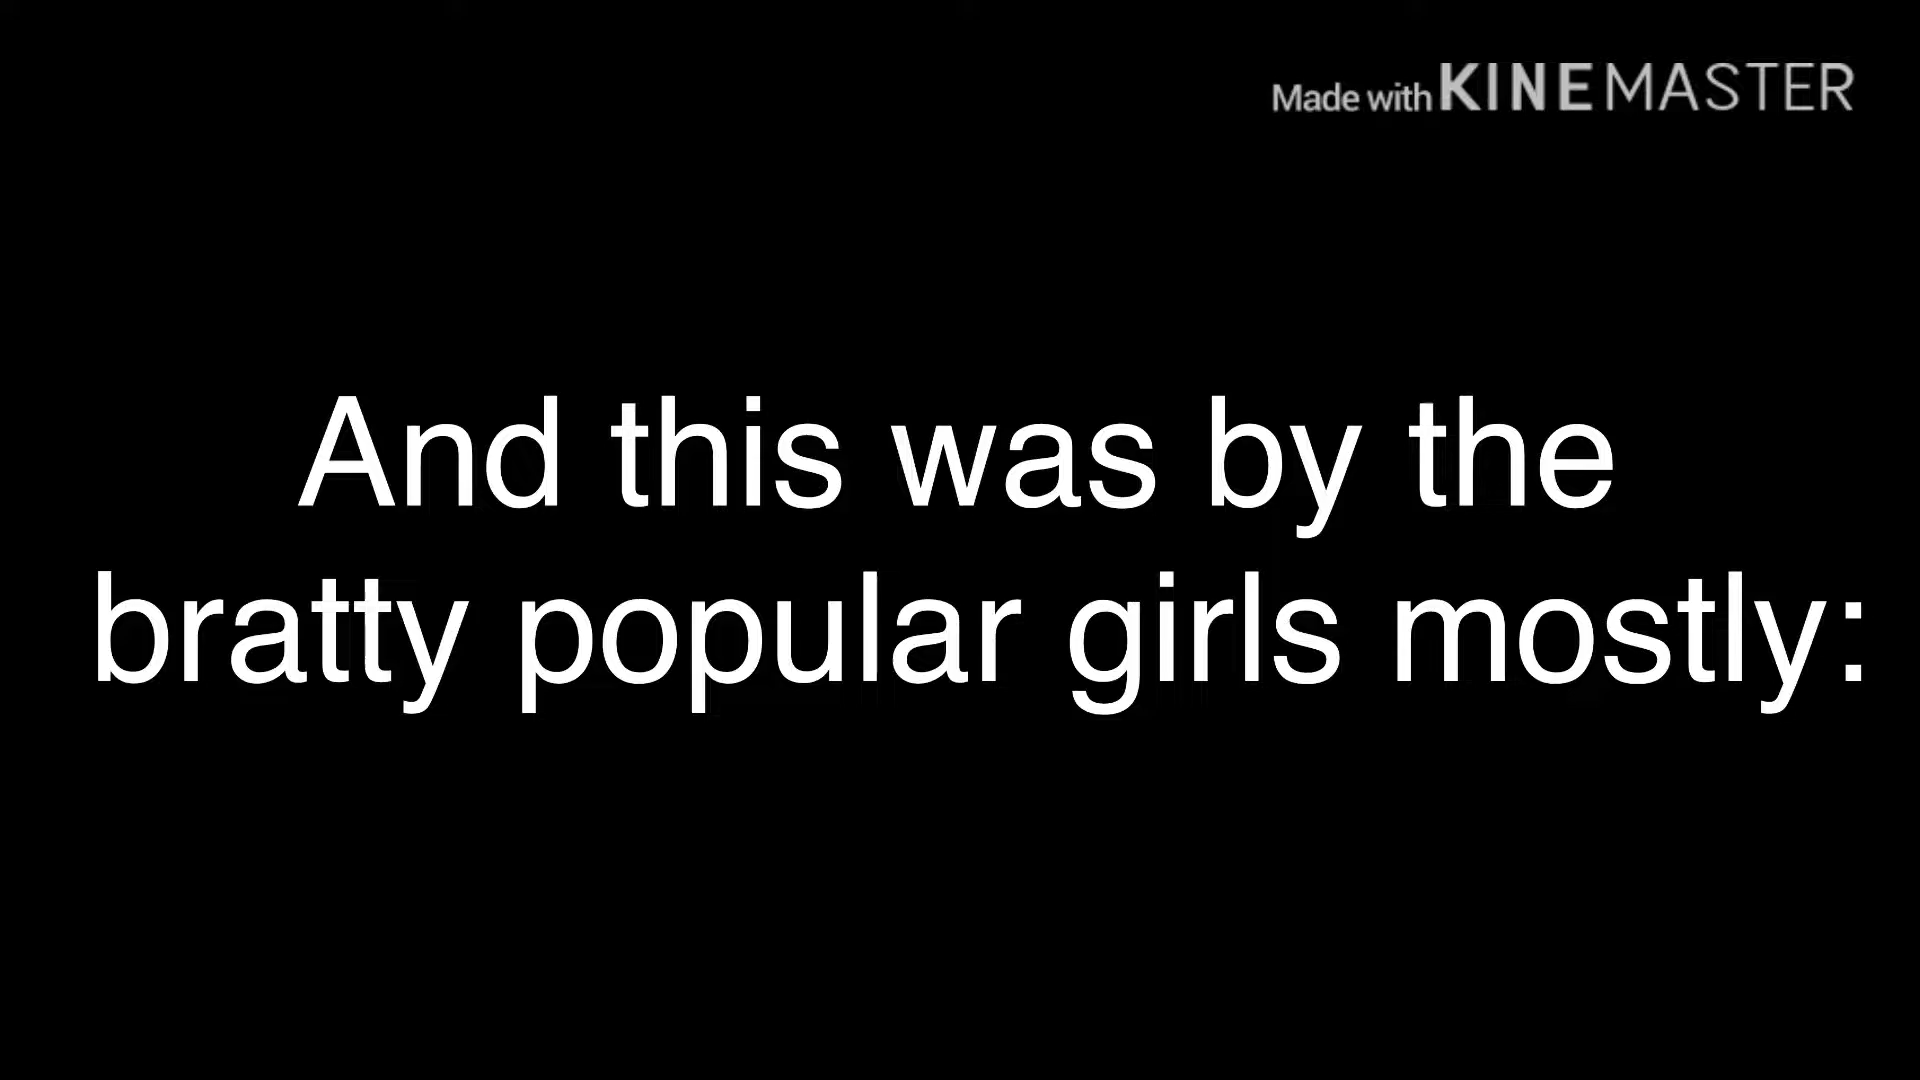 Made with KINEMASTER
And this was by the
bratty popular girls mostly: